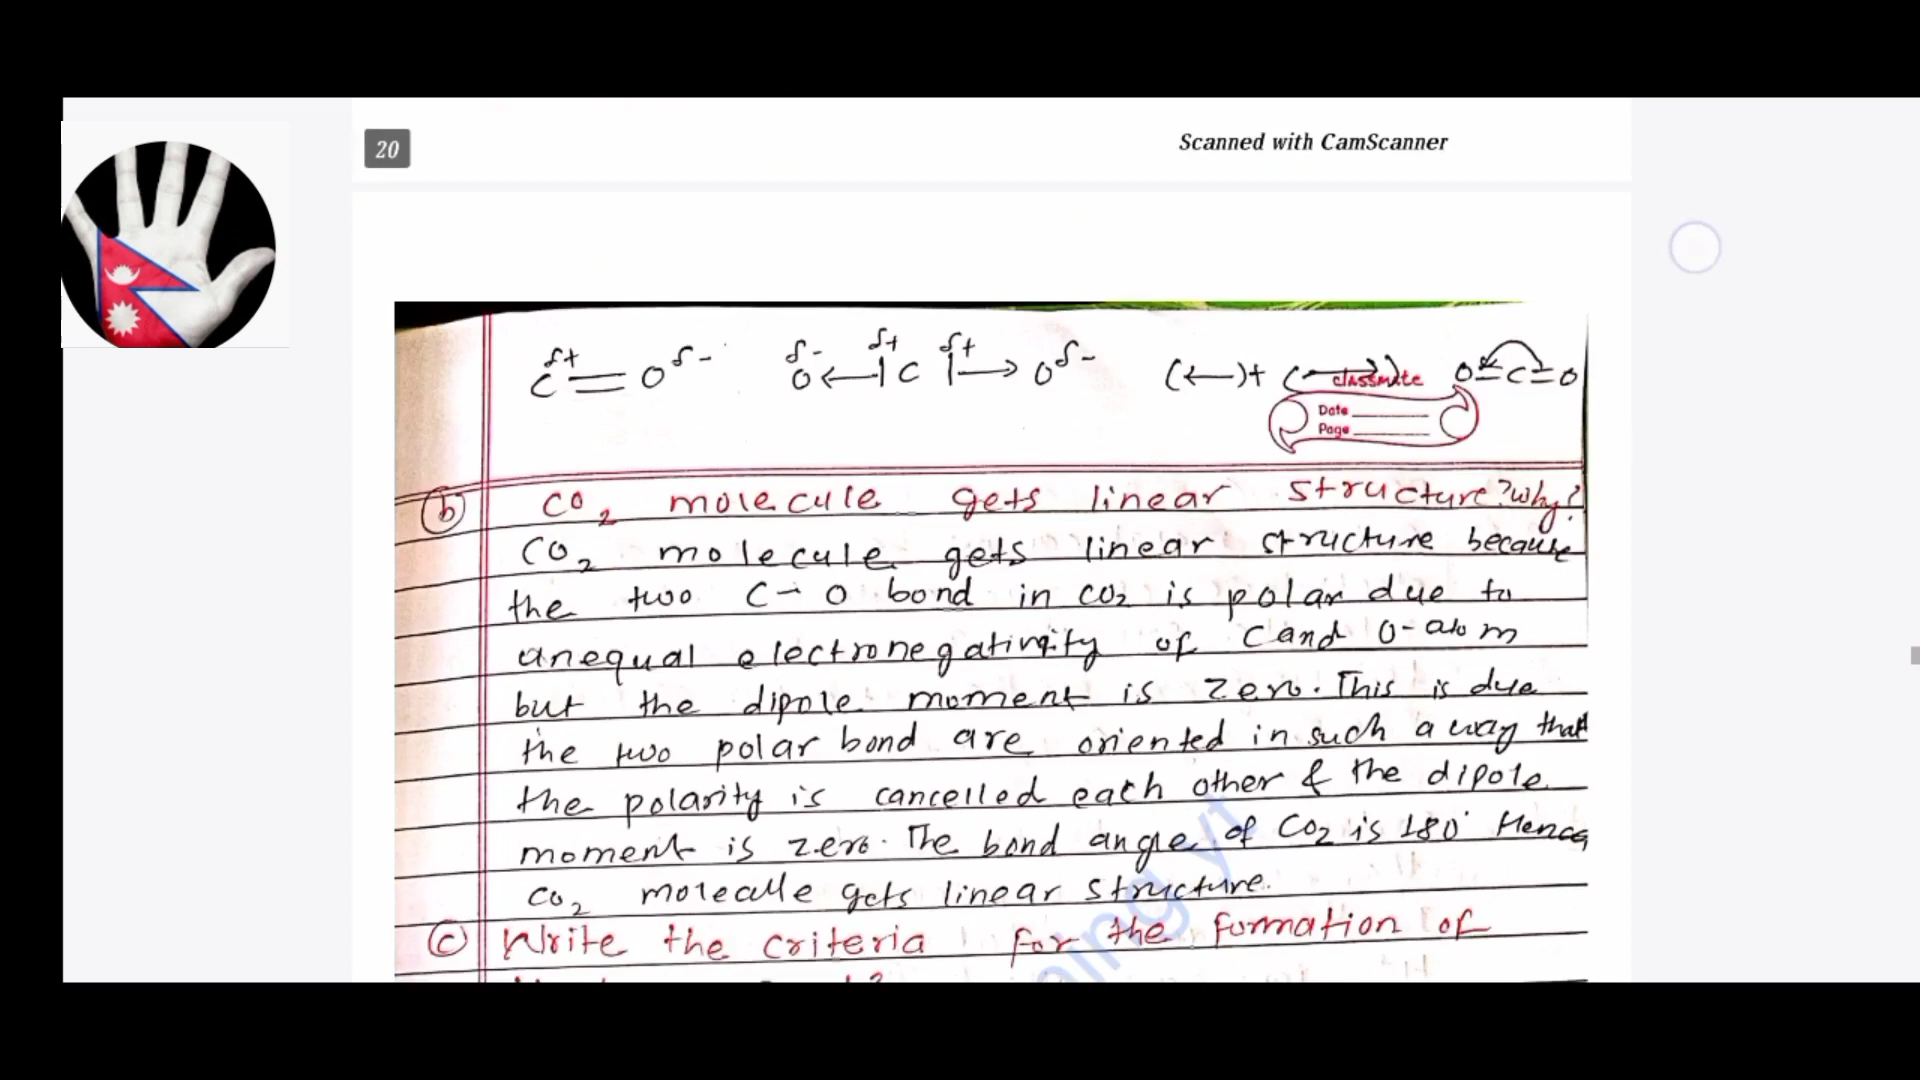 20
Scanned with CamScanner
δ+ C = O δ- δ- O ← C δ+ δ+ → O δ- (←)+ (→) O=C=O
classmate
Date
Page
(b) CO2 molecule gets linear structure? why?
CO2 molecule gets linear structure because
the two C-O bond in CO2 is polar due to
unequal electronegativity of C and O-atom
but the dipole moment is zero. This is due
the two polar bond are oriented in such a way that
the polarity is cancelled each other & the dipole
moment is zero. The bond angle of CO2 is 180° Hence
CO2 molecule gets linear structure.
(c) Write the criteria for the formation of
ning yt